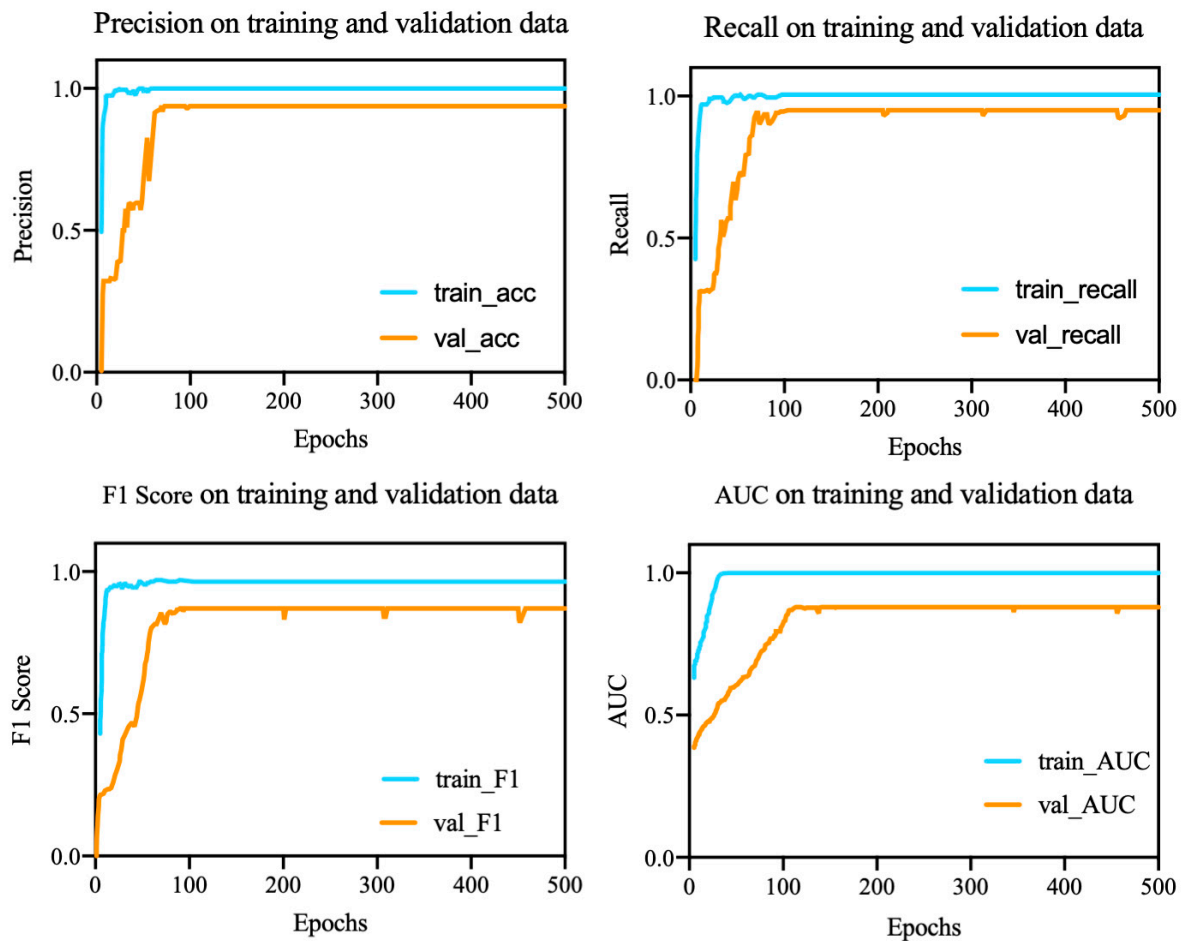 Precision on training and validation data
1.0
0.5
0.0
Precision
train_acc
val_acc
0 100 200 300 400 500
Epochs
Recall on training and validation data
1.0
0.5
0.0
Recall
train_recall
val_recall
0 100 200 300 400 500
Epochs
F1 Score on training and validation data
1.0
0.5
0.0
F1 Score
train_F1
val_F1
0 100 200 300 400 500
Epochs
AUC on training and validation data
1.0
0.5
0.0
AUC
train_AUC
val_AUC
0 100 200 300 400 500
Epochs